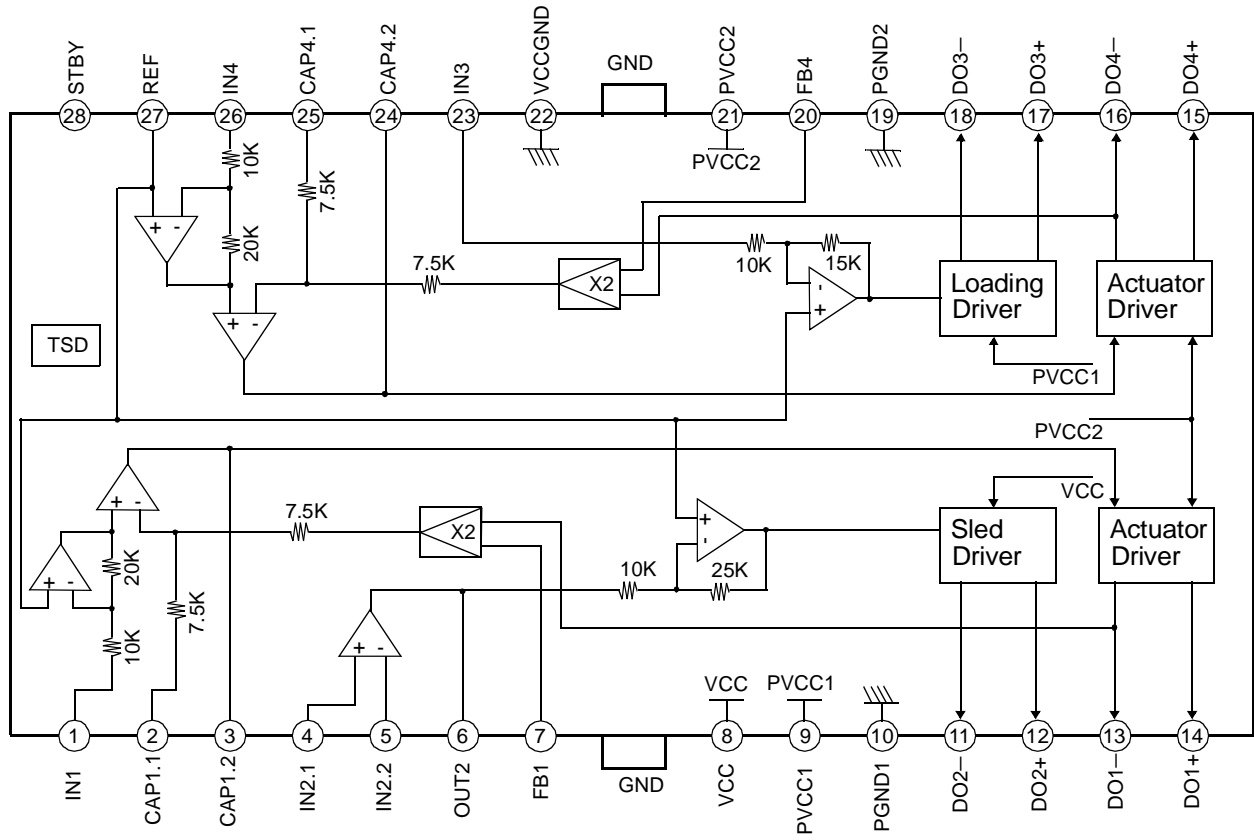 STBY
REF
IN4
CAP4.1
CAP4.2
IN3
VCCGND
GND
PVCC2
FB4
PGND2
DO3−
DO3+
DO4−
DO4+
28
27
26
25
24
23
22
21
20
19
18
17
16
15
PVCC2
10K
7.5K
+ -
20K
7.5K
X2
10K
15K
-
+
Loading
Driver
Actuator
Driver
+ -
TSD
PVCC1
PVCC2
VCC
+ -
7.5K
X2
+
-
Sled
Driver
Actuator
Driver
+ -
20K
10K
25K
7.5K
10K
+ -
VCC
PVCC1
1
2
3
4
5
6
7
8
9
10
11
12
13
14
IN1
CAP1.1
CAP1.2
IN2.1
IN2.2
OUT2
FB1
GND
VCC
PVCC1
PGND1
DO2−
DO2+
DO1−
DO1+